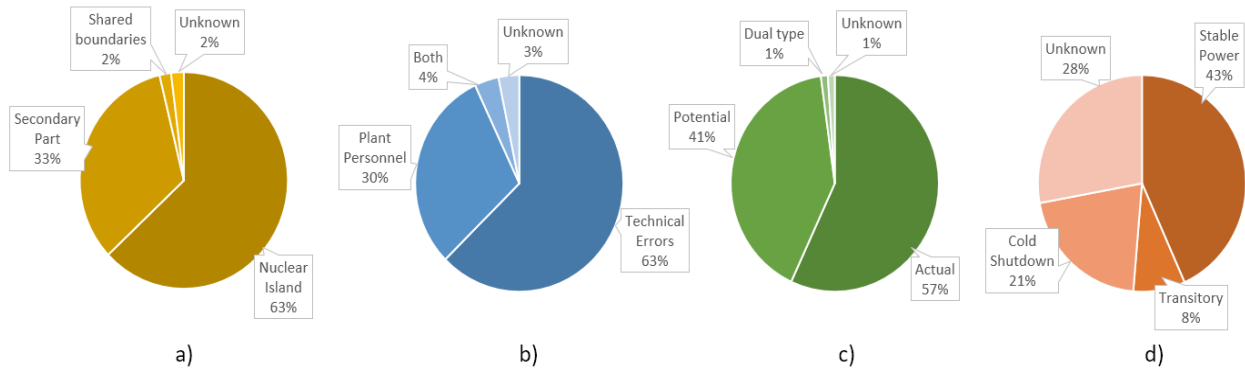 Shared
boundaries
2%
Unknown
2%
Secondary
Part
33%
Nuclear
Island
63%
a)
Both
4%
Unknown
3%
Plant
Personnel
30%
Technical
Errors
63%
b)
Dual type
1%
Unknown
1%
Potential
41%
Actual
57%
c)
Unknown
28%
Stable
Power
43%
Cold
Shutdown
21%
Transitory
8%
d)